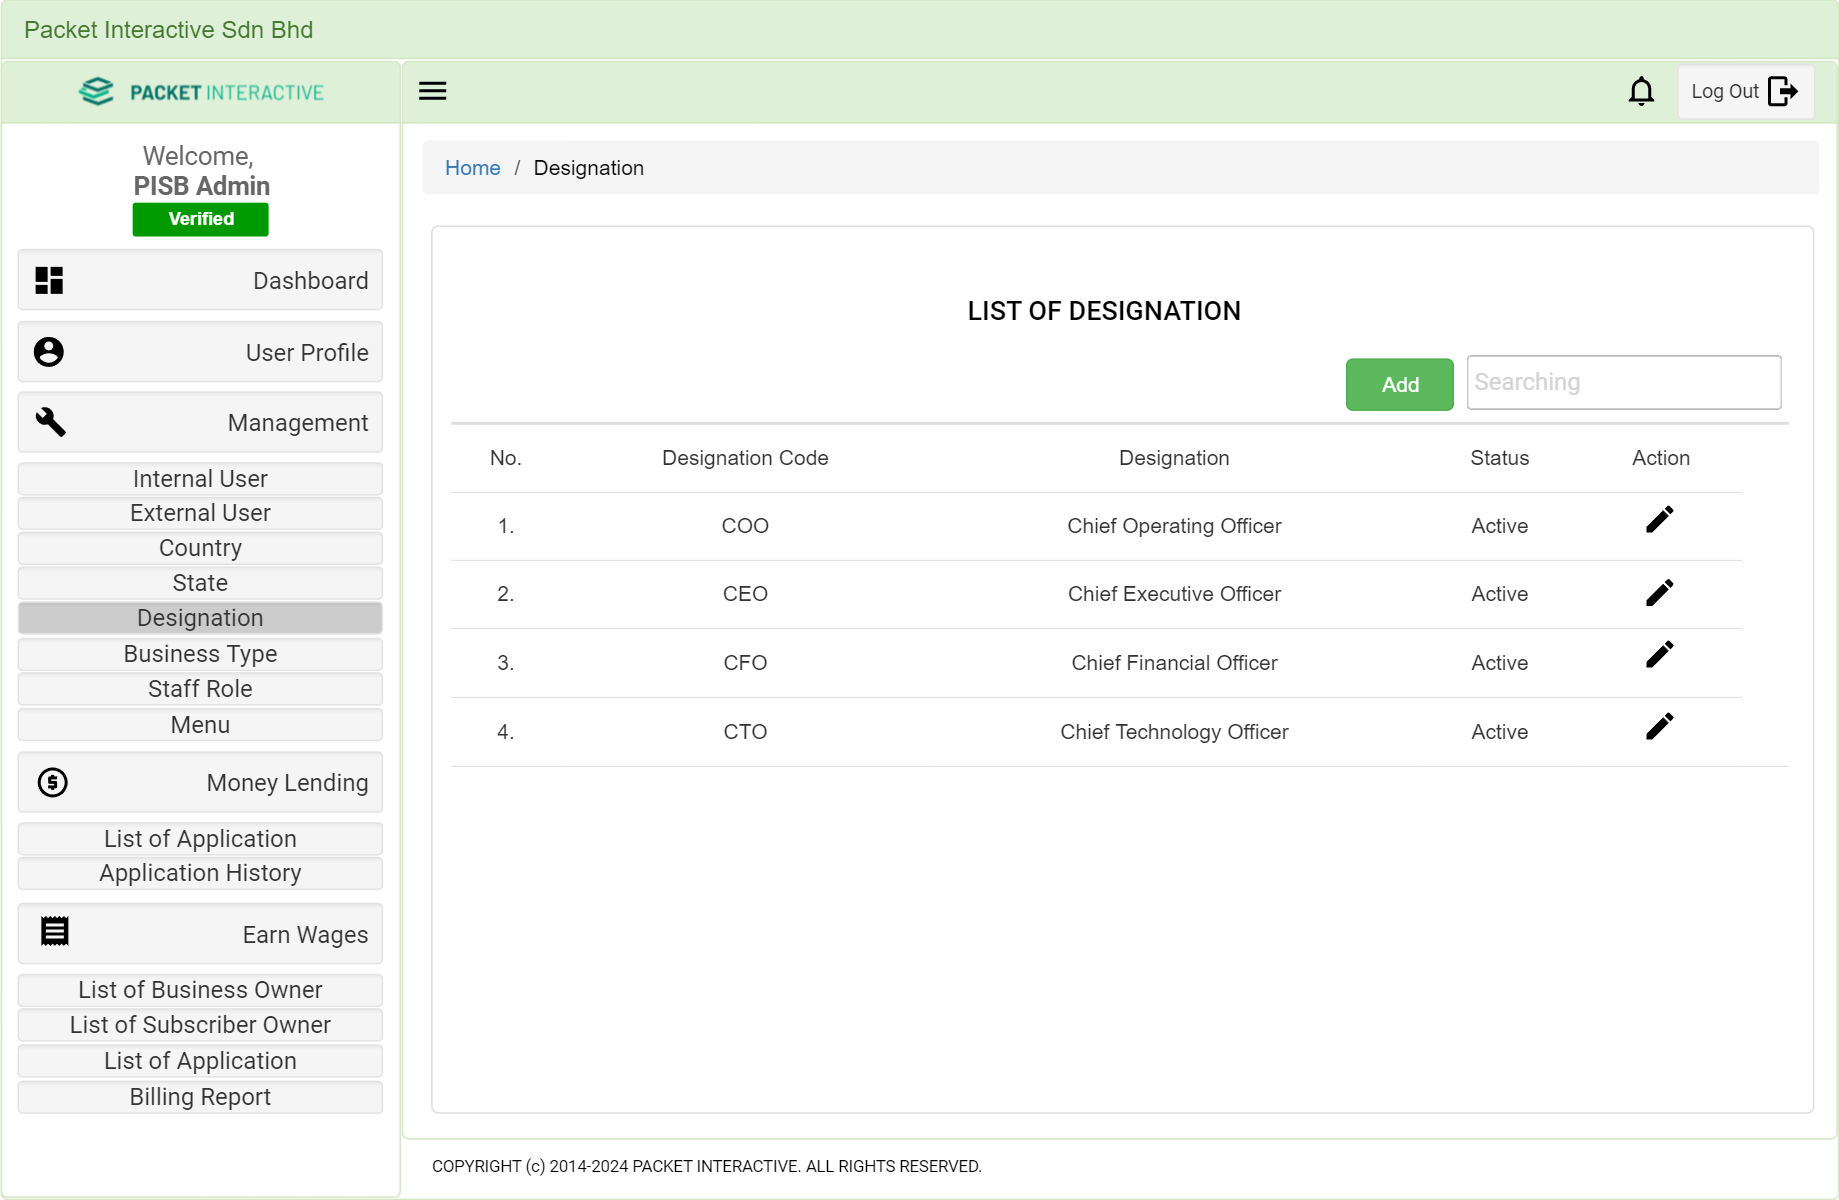 Packet Interactive Sdn Bhd
PACKET INTERACTIVE
Log Out
Welcome,
PISB Admin
Verified
Dashboard
User Profile
Management
Internal User
External User
Country
State
Designation
Business Type
Staff Role
Menu
Money Lending
List of Application
Application History
Earn Wages
List of Business Owner
List of Subscriber Owner
List of Application
Billing Report
Home / Designation
LIST OF DESIGNATION
Add Searching
No. Designation Code Designation Status Action
1. COO Chief Operating Officer Active
2. CEO Chief Executive Officer Active
3. CFO Chief Financial Officer Active
4. CTO Chief Technology Officer Active
COPYRIGHT (c) 2014-2024 PACKET INTERACTIVE. ALL RIGHTS RESERVED.